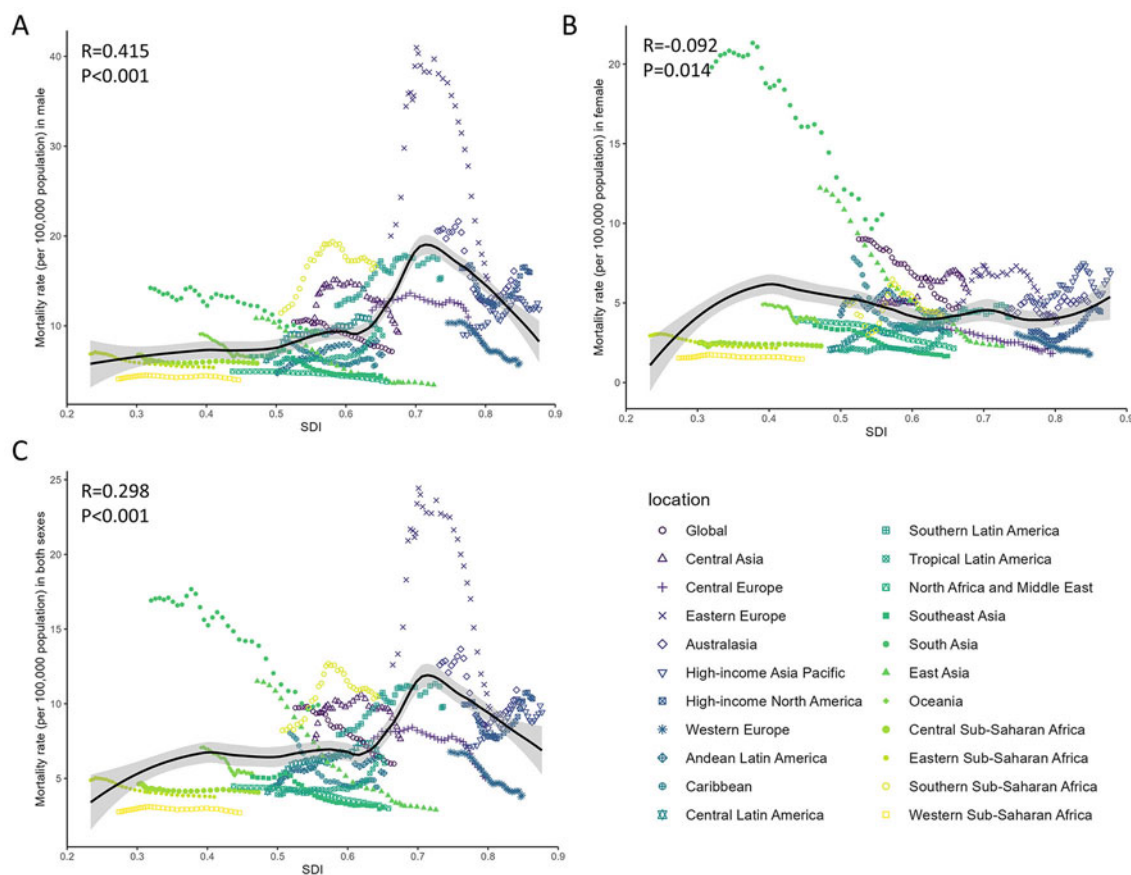 A
R=0.415
P<0.001
Mortality rate (per 100,000 population) in male
40
30
20
10
0.2 0.3 0.4 0.5 0.6 0.7 0.8 0.9
SDI
B
R=-0.092
P=0.014
Mortality rate (per 100,000 population) in female
20
15
10
5
0
0.2 0.3 0.4 0.5 0.6 0.7 0.8 0.9
SDI
C
R=0.298
P<0.001
Mortality rate (per 100,000 population) in both sexes
25
20
15
10
5
0.2 0.3 0.4 0.5 0.6 0.7 0.8 0.9
SDI
location
Global
Central Asia
Central Europe
Eastern Europe
Australasia
High-income Asia Pacific
High-income North America
Western Europe
Andean Latin America
Caribbean
Central Latin America
Southern Latin America
Tropical Latin America
North Africa and Middle East
Southeast Asia
South Asia
East Asia
Oceania
Central Sub-Saharan Africa
Eastern Sub-Saharan Africa
Southern Sub-Saharan Africa
Western Sub-Saharan Africa